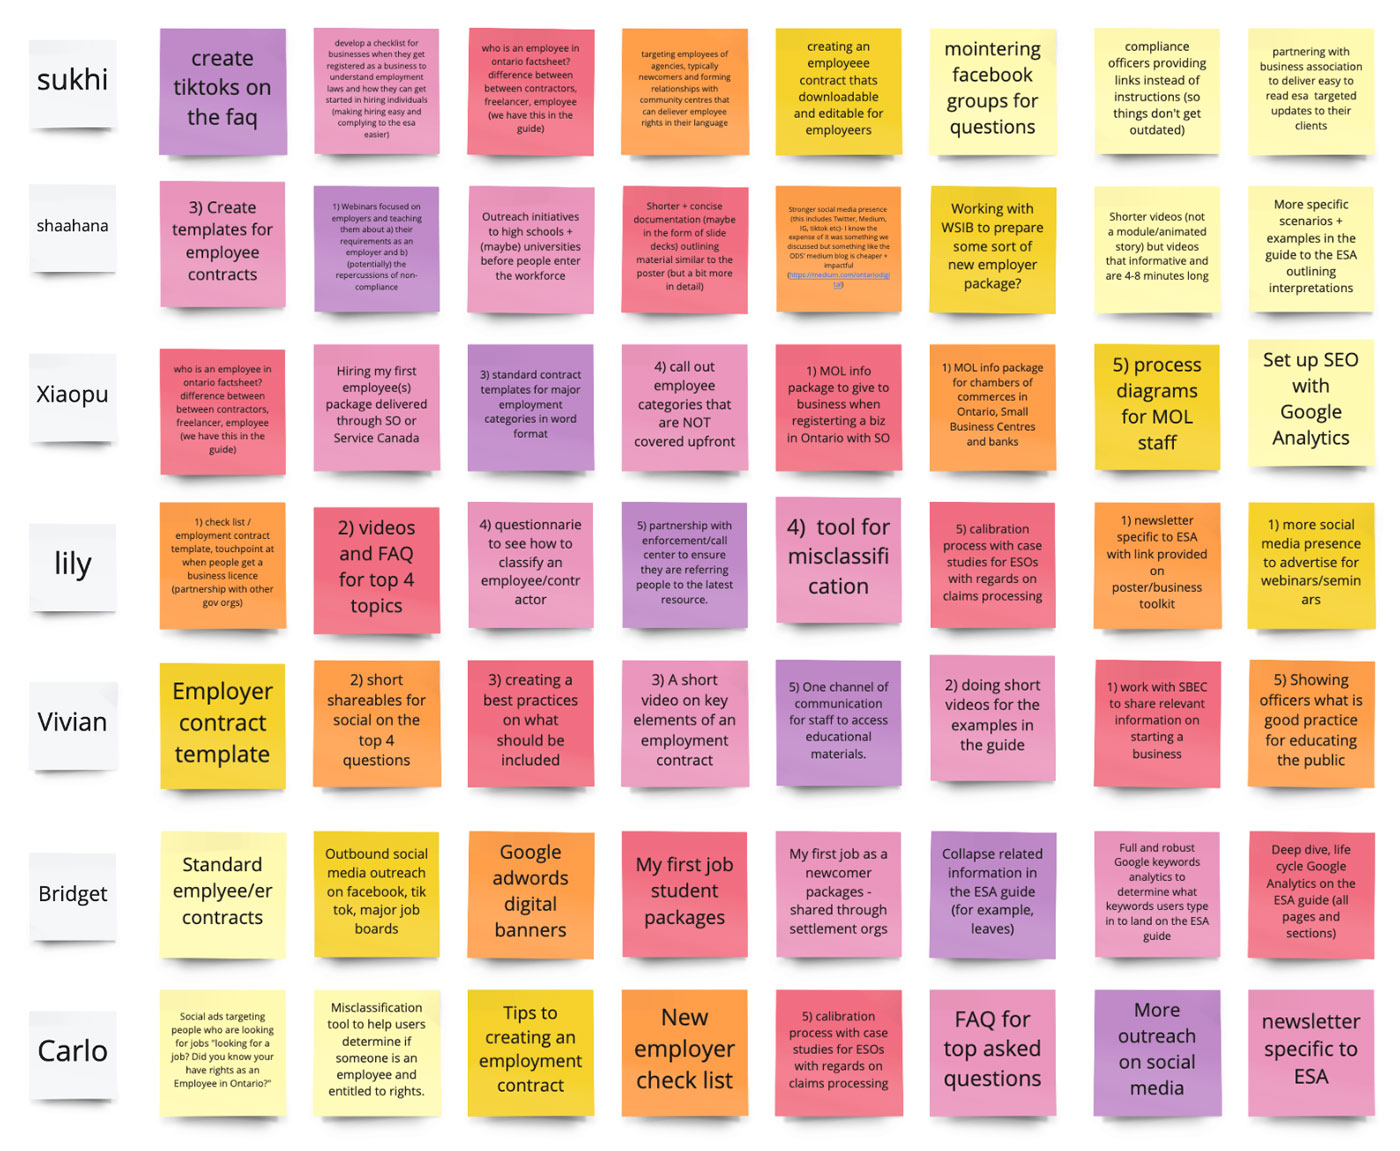 sukhi
create
tiktoks on
the faq
develop a checklist for
businesses when they get
registered as a business to
understand employment
laws and how they can get
started in hiring individuals
(making hiring easy and
complying to the esa
easier)
who is an employee in
ontario factsheet?
difference between
between contractors,
freelancer, employee
(we have this in the
guide)
targeting employees of
agencies, typically
newcomers and forming
relationships with
community centres that
can deliever employee
rights in their language
creating an
employeee
contract thats
downloadable
and editable for
employeers
mointering
facebook
groups for
questions
compliance
officers providing
links instead of
instructions (so
things don't get
outdated)
partnering with
business association
to deliver easy to
read esa targeted
updates to their
clients
shaahana
3) Create
templates for
employee
contracts
1) Webinars focused on
employers and teaching
them about a) their
requirements as an
employer and b)
(potentially) the
repercussions of non-
compliance
Outreach initiatives
to high schools +
(maybe) universities
before people enter
the workforce
Shorter + concise
documentation (maybe
in the form of slide
decks) outlining
material similar to the
poster (but a bit more
in detail)
Stronger social media presence
(this includes Twitter, Medium,
IG, tiktok etc)- I know the
expense of it was something we
discussed but something like the
ODS' medium blog is cheaper +
impactful
(https://medium.com/ontariodigi
tal)
Working with
WSIB to prepare
some sort of
new employer
package?
Shorter videos (not
a module/animated
story) but videos
that informative and
are 4-8 minutes long
More specific
scenarios +
examples in the
guide to the ESA
outlining
interpretations
Xiaopu
who is an employee in
ontario factsheet?
difference between
between contractors,
freelancer, employee
(we have this in the
guide)
Hiring my first
employee(s)
package delivered
through SO or
Service Canada
3) standard contract
templates for major
employment
categories in word
format
4) call out
employee
categories that
are NOT
covered upfront
1) MOL info
package to give to
business when
registerting a biz
in Ontario with SO
1) MOL info package
for chambers of
commerces in
Ontario, Small
Business Centres
and banks
5) process
diagrams
for MOL
staff
Set up SEO
with
Google
Analytics
lily
1) check list /
employment contract
template, touchpoint at
when people get a
business licence
(partnership with other
gov orgs)
2) videos
and FAQ
for top 4
topics
4) questionnarie
to see how to
classify an
employee/contr
actor
5) partnership with
enforcement/call
center to ensure
they are referring
people to the latest
resource.
4) tool for
misclassifi
cation
5) calibration
process with case
studies for ESOs
with regards on
claims processing
1) newsletter
specific to ESA
with link provided
on
poster/business
toolkit
1) more social
media presence
to advertise for
webinars/semin
ars
Vivian
Employer
contract
template
2) short
shareables for
social on the
top 4
questions
3) creating a
best practices
on what
should be
included
3) A short
video on key
elements of an
employment
contract
5) One channel of
communication
for staff to access
educational
materials.
2) doing short
videos for the
examples in
the guide
1) work with SBEC
to share relevant
information on
starting a
business
5) Showing
officers what is
good practice
for educating
the public
Bridget
Standard
emplyee/er
contracts
Outbound social
media outreach
on facebook, tik
tok, major job
boards
Google
adwords
digital
banners
My first job
student
packages
My first job as a
newcomer
packages -
shared through
settlement orgs
Collapse related
information in
the ESA guide
(for example,
leaves)
Full and robust
Google keywords
analytics to
determine what
keywords users type
in to land on the ESA
guide
Deep dive, life
cycle Google
Analytics on the
ESA guide (all
pages and
sections)
Carlo
Social ads targeting
people who are looking
for jobs "looking for a
job? Did you know your
have rights as an
Employee in Ontario?"
Misclassification
tool to help users
determine if
someone is an
employee and
entitled to rights.
Tips to
creating an
employment
contract
New
employer
check list
5) calibration
process with case
studies for ESOs
with regards on
claims processing
FAQ for
top asked
questions
More
outreach
on social
media
newsletter
specific to
ESA